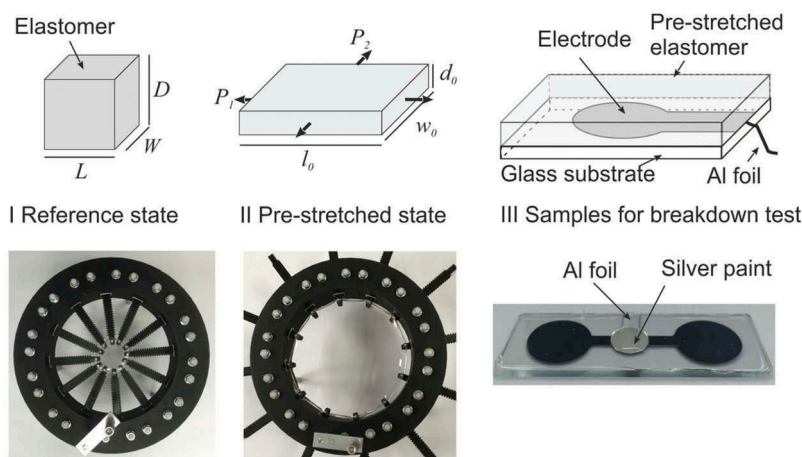 Elastomer
D
W
L
P₂
P₁
d₀
w₀
l₀
Pre-stretched
elastomer
Electrode
Glass substrate
Al foil
I Reference state
II Pre-stretched state
III Samples for breakdown test
Al foil
Silver paint